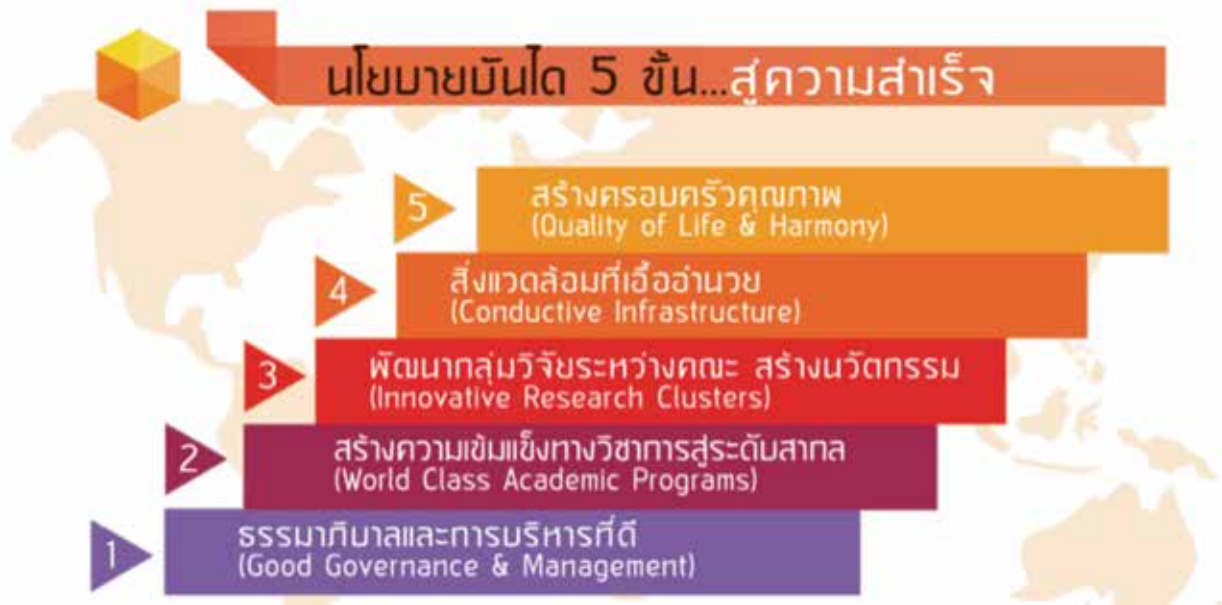 นโยบายบันได 5 ขั้น...สู่ความสำเร็จ
5
สร้างครอบครัวคุณภาพ
(Quality of Life & Harmony)
4
สิ่งแวดล้อมที่เอื้ออำนวย
(Conductive Infrastructure)
3
พัฒนากลุ่มวิจัยระหว่างคณะ สร้างนวัตกรรม
(Innovative Research Clusters)
2
สร้างความเข้มแข็งทางวิชาการสู่ระดับสากล
(World Class Academic Programs)
1
ธรรมาภิบาลและการบริหารที่ดี
(Good Governance & Management)